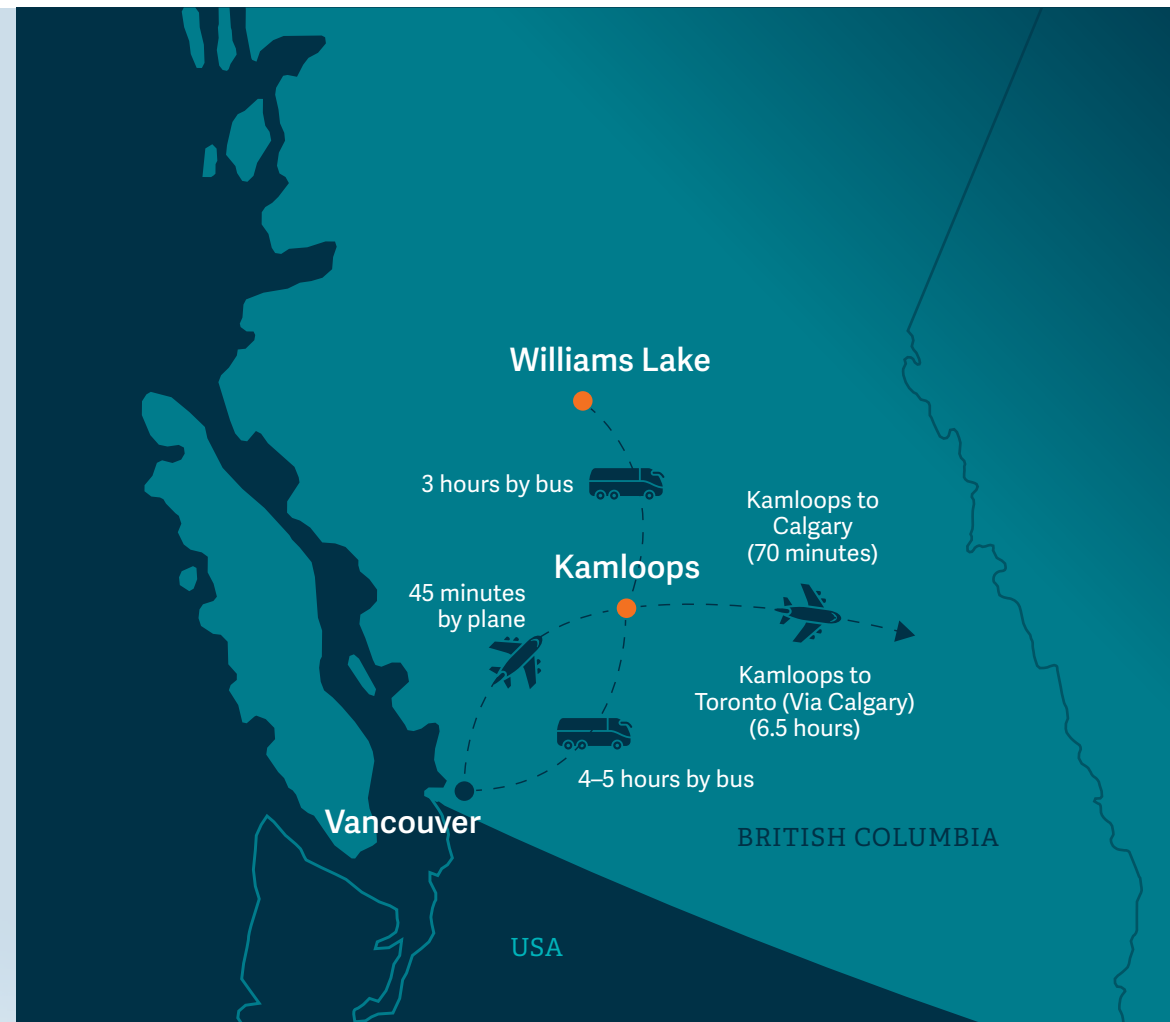 Williams Lake
3 hours by bus
Kamloops to
Calgary
(70 minutes)
Kamloops
45 minutes
by plane
Kamloops to
Toronto (Via Calgary)
(6.5 hours)
4–5 hours by bus
Vancouver
BRITISH COLUMBIA
USA